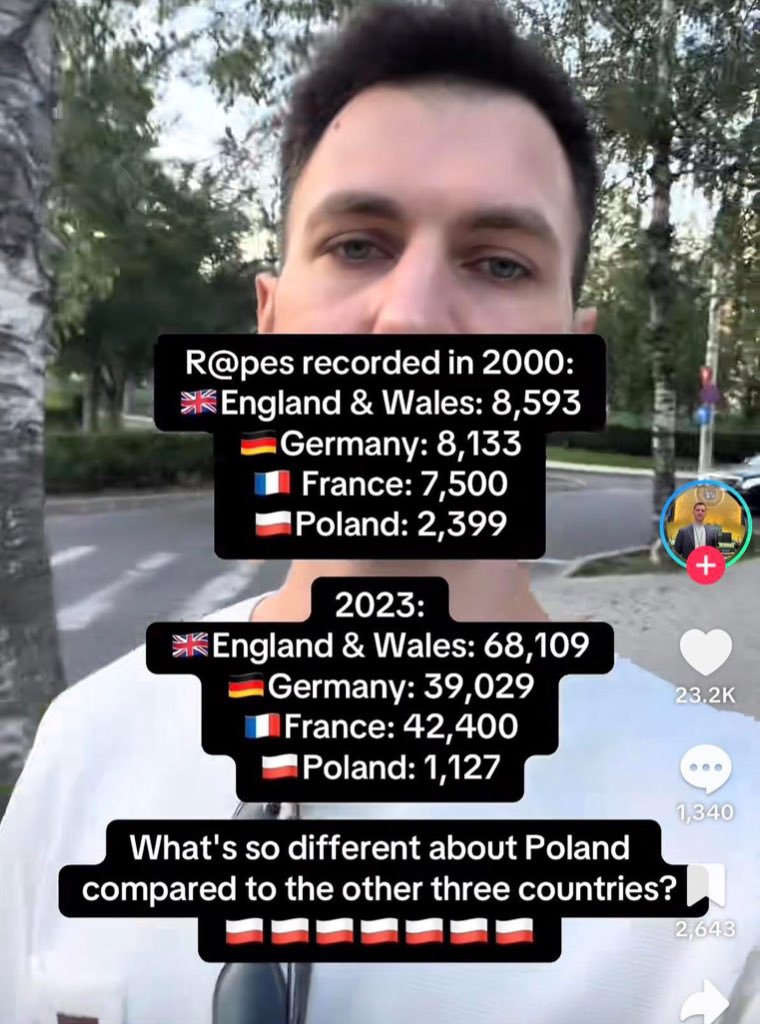 R@pes recorded in 2000:
🇬🇧England & Wales: 8,593
🇩🇪Germany: 8,133
🇫🇷 France: 7,500
🇵🇱Poland: 2,399
2023:
🇬🇧England & Wales: 68,109
🇩🇪Germany: 39,029
🇫🇷France: 42,400
🇵🇱Poland: 1,127
What's so different about Poland
compared to the other three countries?
🇵🇱🇵🇱🇵🇱🇵🇱🇵🇱🇵🇱🇵🇱
23.2K
1,340
2,643